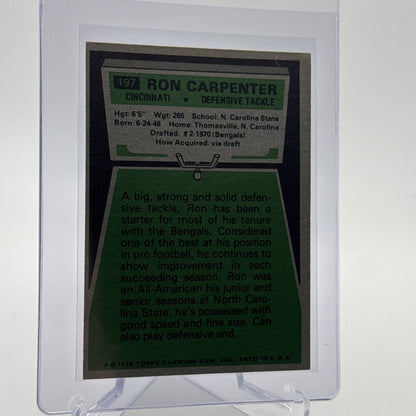 197 RON CARPENTER
CINCINNATI • DEFENSIVE TACKLE
Hgt: 6'5" Wgt: 265 School: N. Carolina State
Born: 6-24-48 Home: Thomasville, N. Carolina
Drafted: #2-1970 (Bengals)
How Acquired: via draft
A big, strong and solid defen-
sive tackle, Ron has been a
starter for most of his tenure
with the Bengals. Considered
one of the best at his position
in pro football, he continues to
show improvement in each
succeeding season. Ron was
an All-American his junior and
senior seasons at North Caro-
lina State, he's possessed with
good speed and fine size. Can
also play defensive end.
* © 1975 TOPPS CHEWING GUM, INC. PRTD. IN U.S.A.